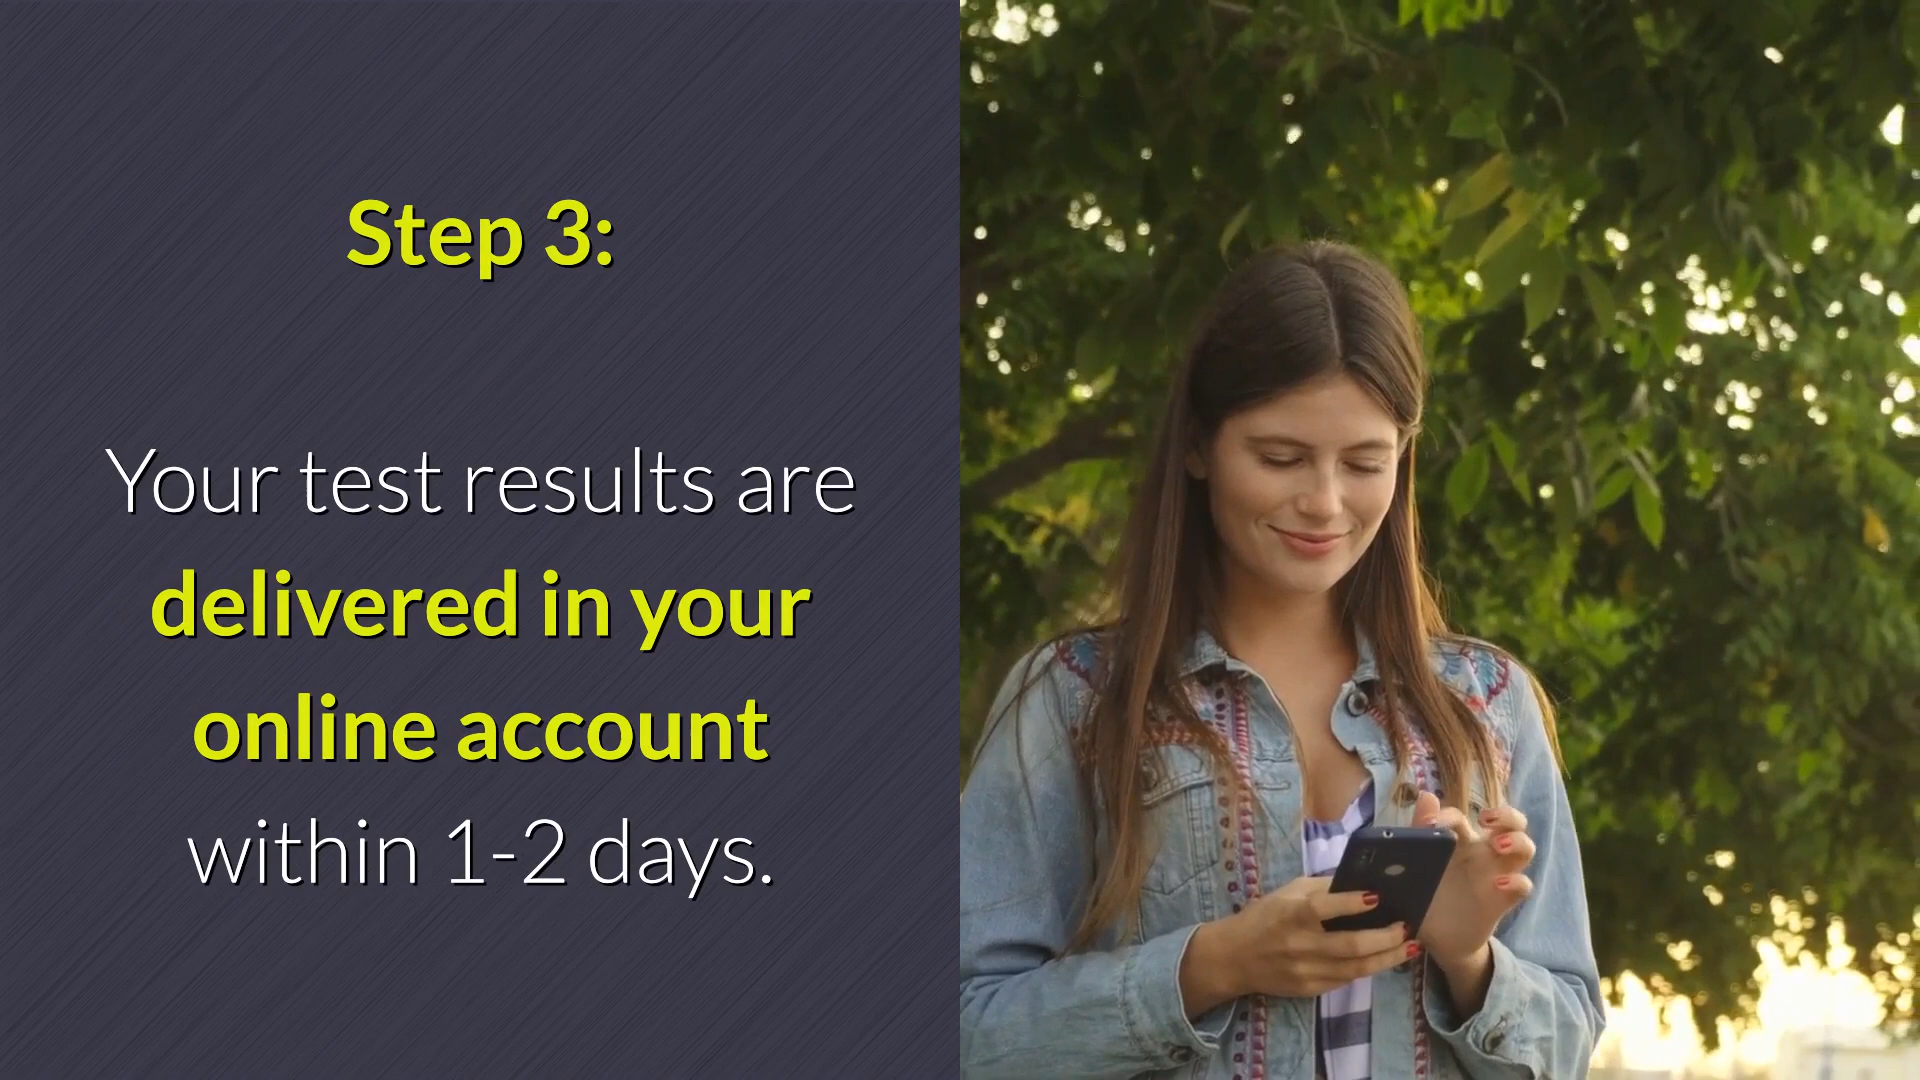 Step 3:
Your test results are
delivered in your
online account
within 1-2 days.